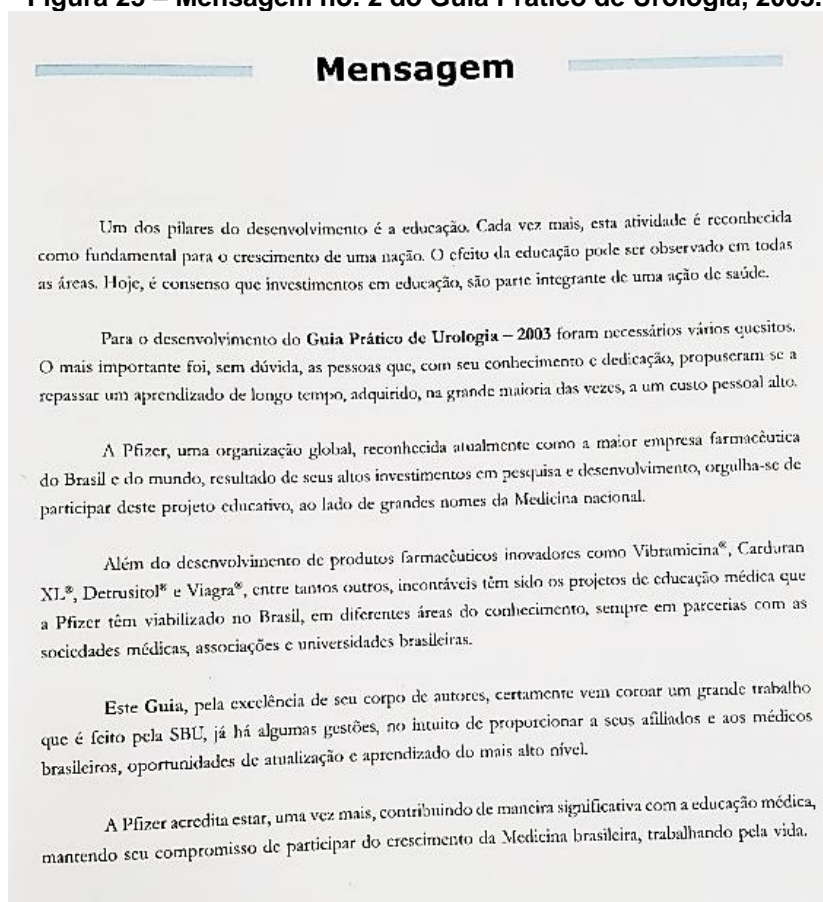 Figura 25 – Mensagem no. 2 do Guia Prático de Urologia, 2003.
Mensagem
Um dos pilares do desenvolvimento é a educação. Cada vez mais, esta atividade é reconhecida
como fundamental para o crescimento de uma nação. O efeito da educação pode ser observado em todas
as áreas. Hoje, é consenso que investimentos em educação, são parte integrante de uma ação de saúde.
Para o desenvolvimento do Guia Prático de Urologia – 2003 foram necessários vários quesitos.
O mais importante foi, sem dúvida, as pessoas que, com seu conhecimento e dedicação, propuseram-se a
repassar um aprendizado de longo tempo, adquirido, na grande maioria das vezes, a um custo pessoal alto.
A Pfizer, uma organização global, reconhecida atualmente como a maior empresa farmacêutica
do Brasil e do mundo, resultado de seus altos investimentos em pesquisa e desenvolvimento, orgulha-se de
participar deste projeto educativo, ao lado de grandes nomes da Medicina nacional.
Além do desenvolvimento de produtos farmacêuticos inovadores como Vibramicina®, Carduran
XL®, Detrusitol® e Viagra®, entre tantos outros, incontáveis têm sido os projetos de educação médica que
a Pfizer têm viabilizado no Brasil, em diferentes áreas do conhecimento, sempre em parcerias com as
sociedades médicas, associações e universidades brasileiras.
Este Guia, pela excelência de seu corpo de autores, certamente vem coroar um grande trabalho
que é feito pela SBU, já há algumas gestões, no intuito de proporcionar a seus afiliados e aos médicos
brasileiros, oportunidades de atualização e aprendizado do mais alto nível.
A Pfizer acredita estar, uma vez mais, contribuindo de maneira significativa com a educação médica,
mantendo seu compromisso de participar do crescimento da Medicina brasileira, trabalhando pela vida.